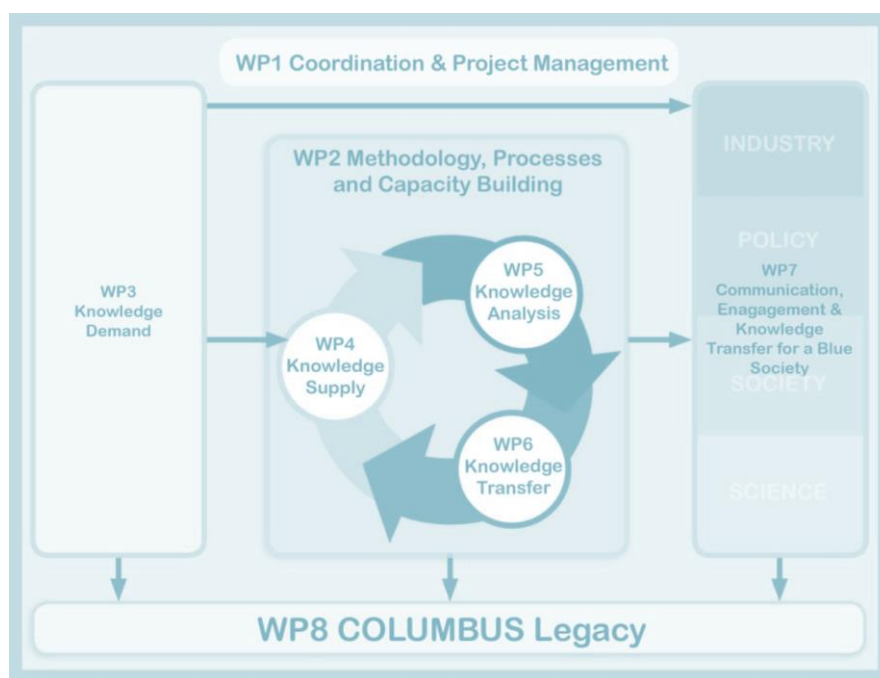 WP1 Coordination & Project Management
WP3
Knowledge
Demand
WP2 Methodology, Processes
and Capacity Building
WP5
Knowledge
Analysis
WP4
Knowledge
Supply
WP6
Knowledge
Transfer
INDUSTRY
POLICY
WP7
Communication,
Enagagement &
Knowledge
Transfer for a Blue
Society
SOCIETY
SCIENCE
WP8 COLUMBUS Legacy